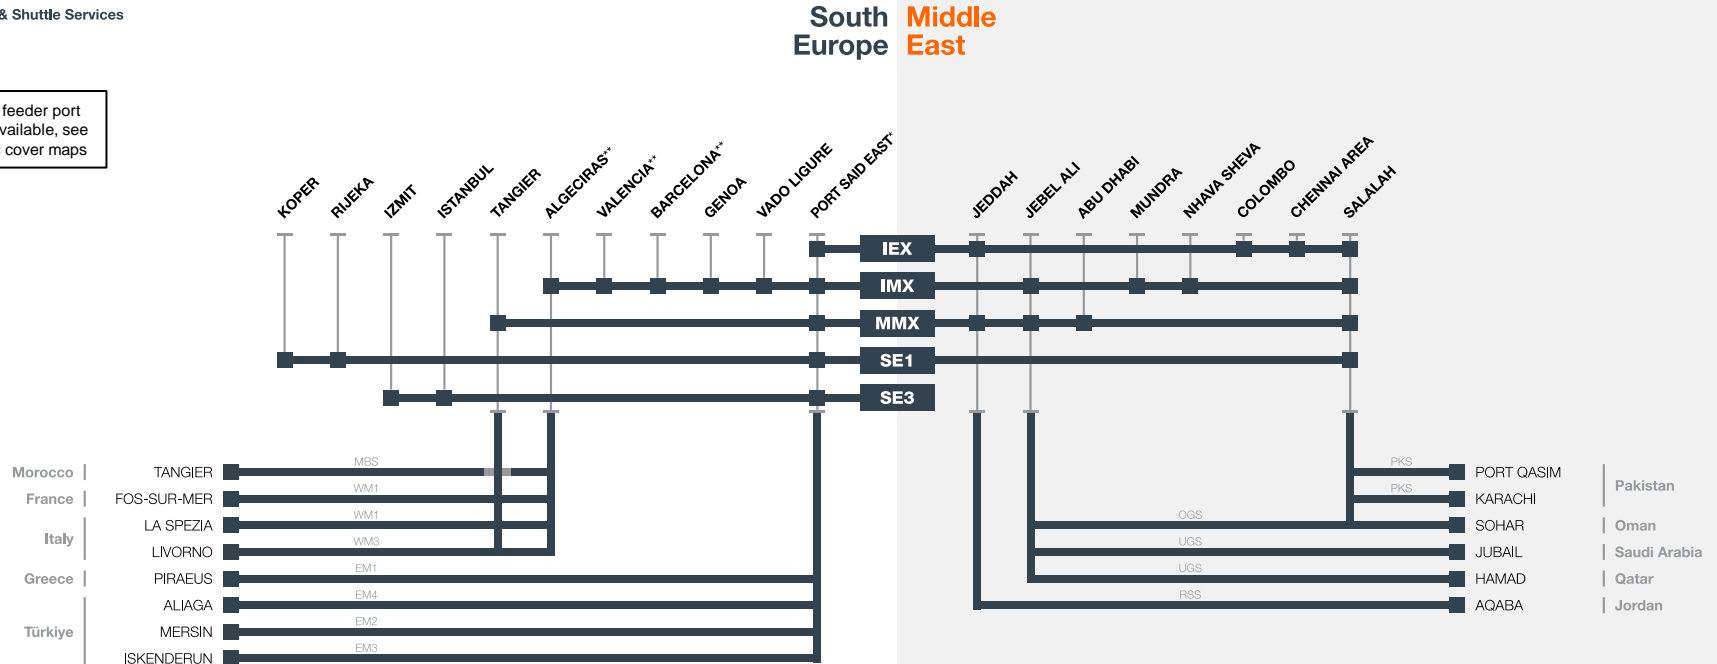 & Shuttle Services
South
Europe
Middle
East
feeder port
vailable, see
cover maps
KOPER
RIJEKA
IZMIT
ISTANBUL
TANGIER
ALGECIRAS**
VALENCIA**
BARCELONA**
GENOA
VADO LIGURE
PORT SAID EAST*
JEDDAH
JEBEL ALI
ABU DHABI
MUNDRA
NHAVA SHEVA
COLOMBO
CHENNAI AREA
SALALAH
IEX
IMX
MMX
SE1
SE3
Morocco
TANGIER
MBS
France
FOS-SUR-MER
WM1
Italy
LA SPEZIA
WM1
LIVORNO
WM3
Greece
PIRAEUS
EM1
Türkiye
ALIAGA
EM4
MERSIN
EM2
ISKENDERUN
EM3
PKS
PORT QASIM
PKS
KARACHI
Pakistan
OGS
SOHAR
Oman
UGS
JUBAIL
Saudi Arabia
UGS
HAMAD
Qatar
RSS
AQABA
Jordan